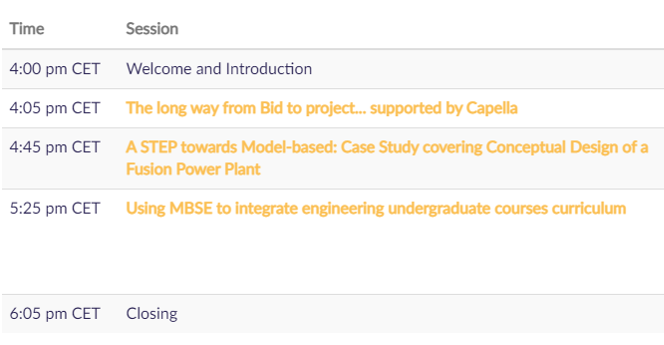 Time Session
4:00 pm CET Welcome and Introduction
4:05 pm CET The long way from Bid to project... supported by Capella
4:45 pm CET A STEP towards Model-based: Case Study covering Conceptual Design of a
Fusion Power Plant
5:25 pm CET Using MBSE to integrate engineering undergraduate courses curriculum
6:05 pm CET Closing